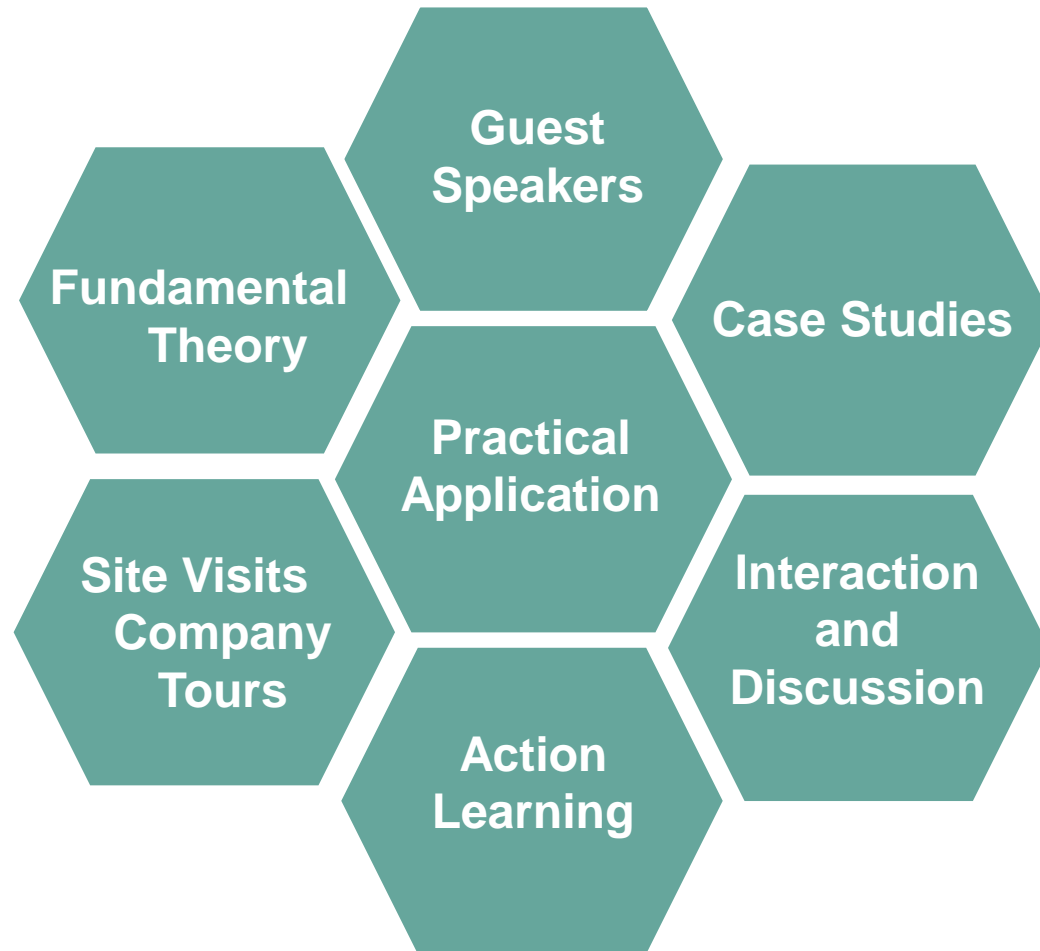 Guest
Speakers
Fundamental
Theory
Case Studies
Practical
Application
Site Visits
Company
Tours
Interaction
and
Discussion
Action
Learning